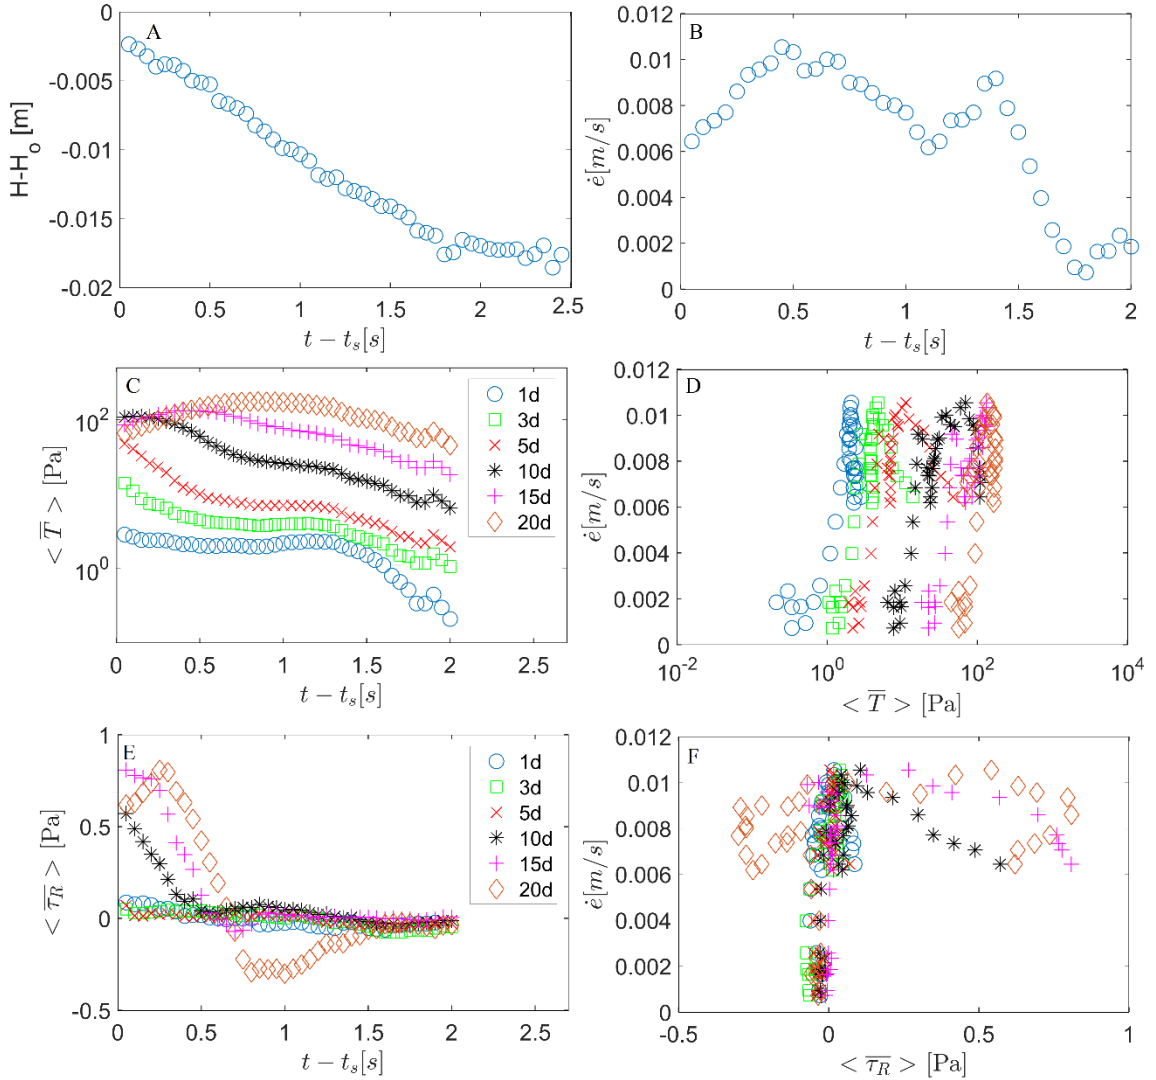 A
0
-0.005
-0.01
-0.015
-0.02
H-H_o [m]
0 0.5 1 1.5 2 2.5
t − t_s[s]
B
0.012
0.01
0.008
0.006
0.004
0.002
0
ė[m/s]
0 0.5 1 1.5 2
t − t_s[s]
C
10^2
10^0
< T̅ > [Pa]
0 0.5 1 1.5 2 2.5
t − t_s[s]
1d
3d
5d
10d
15d
20d
D
0.012
0.01
0.008
0.006
0.004
0.002
0
ė[m/s]
10^-2 10^0 10^2 10^4
< T̅ > [Pa]
E
1
0.5
0
-0.5
< τ_R̅ > [Pa]
0 0.5 1 1.5 2 2.5
t − t_s[s]
1d
3d
5d
10d
15d
20d
F
0.012
0.01
0.008
0.006
0.004
0.002
0
ė[m/s]
-0.5 0 0.5 1
< τ_R̅ > [Pa]